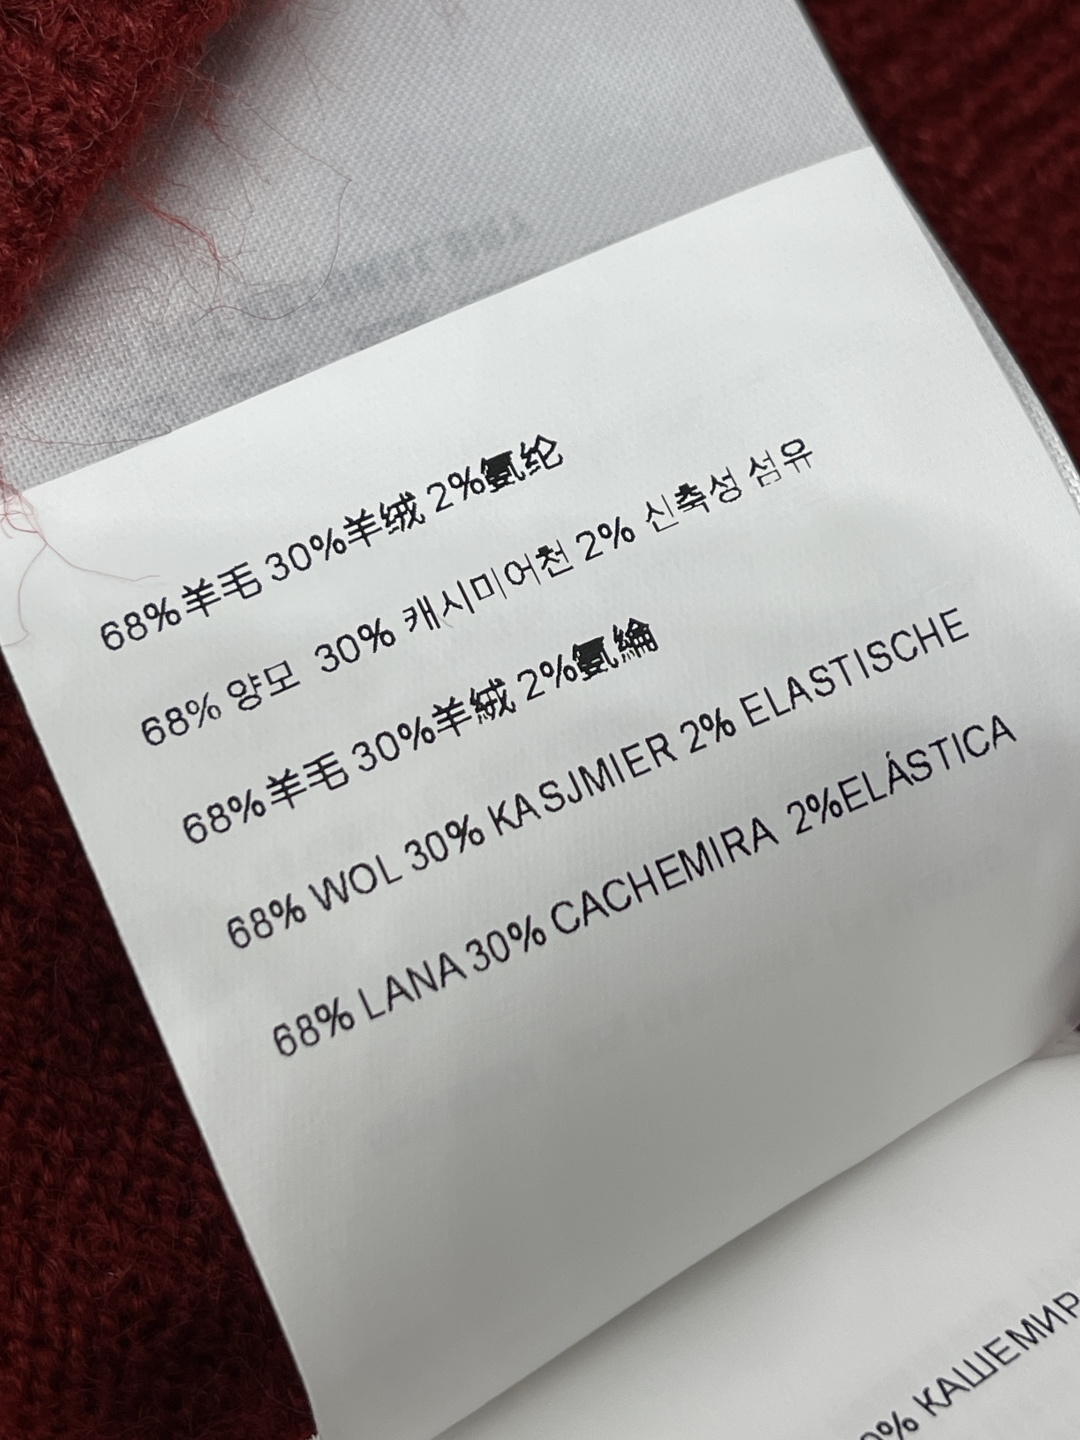 68%羊毛 30%羊绒 2%氨纶
68% 양모 30% 캐시미어천 2% 신축성 섬유
68%羊毛 30%羊絨 2%氨綸
68% WOL 30% KASJMIER 2% ELASTISCHE
68% LANA 30% CACHEMIRA 2%ELÁSTICA
0% КАШЕМИР